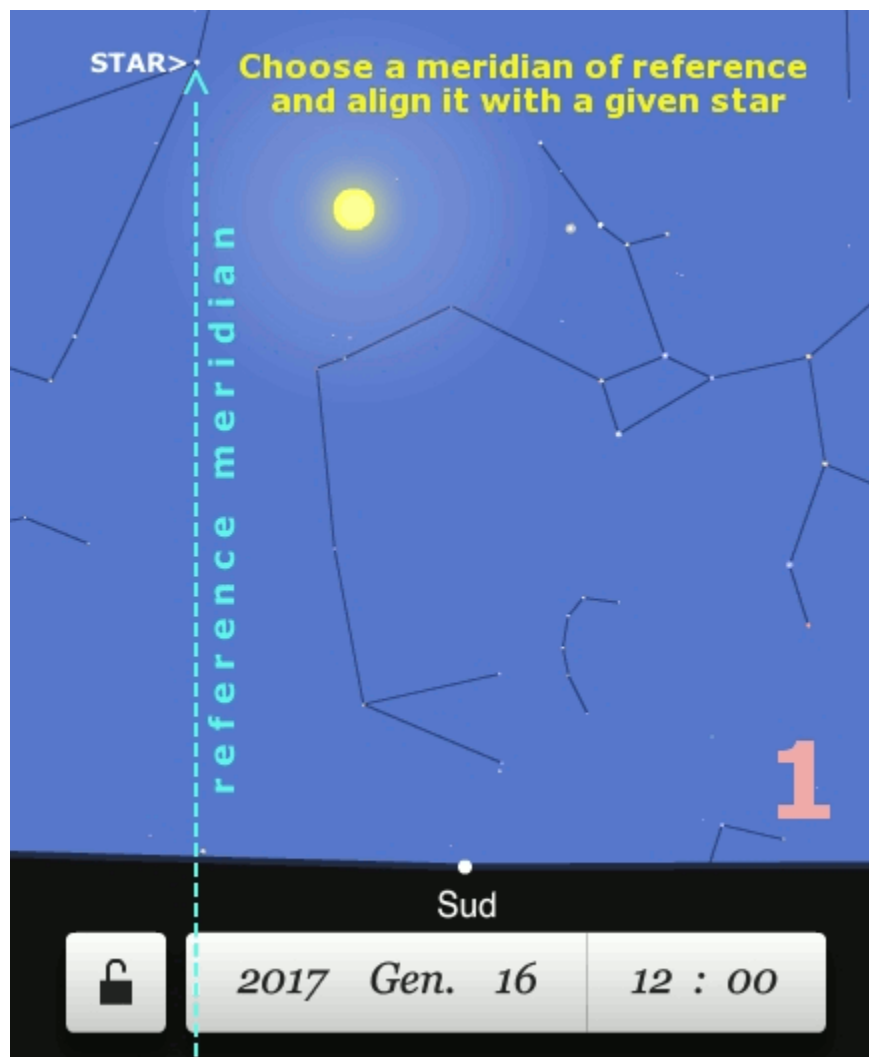 STAR>
Choose a meridian of reference
and align it with a given star
reference meridian
1
Sud
2017 Gen. 16 12 : 00